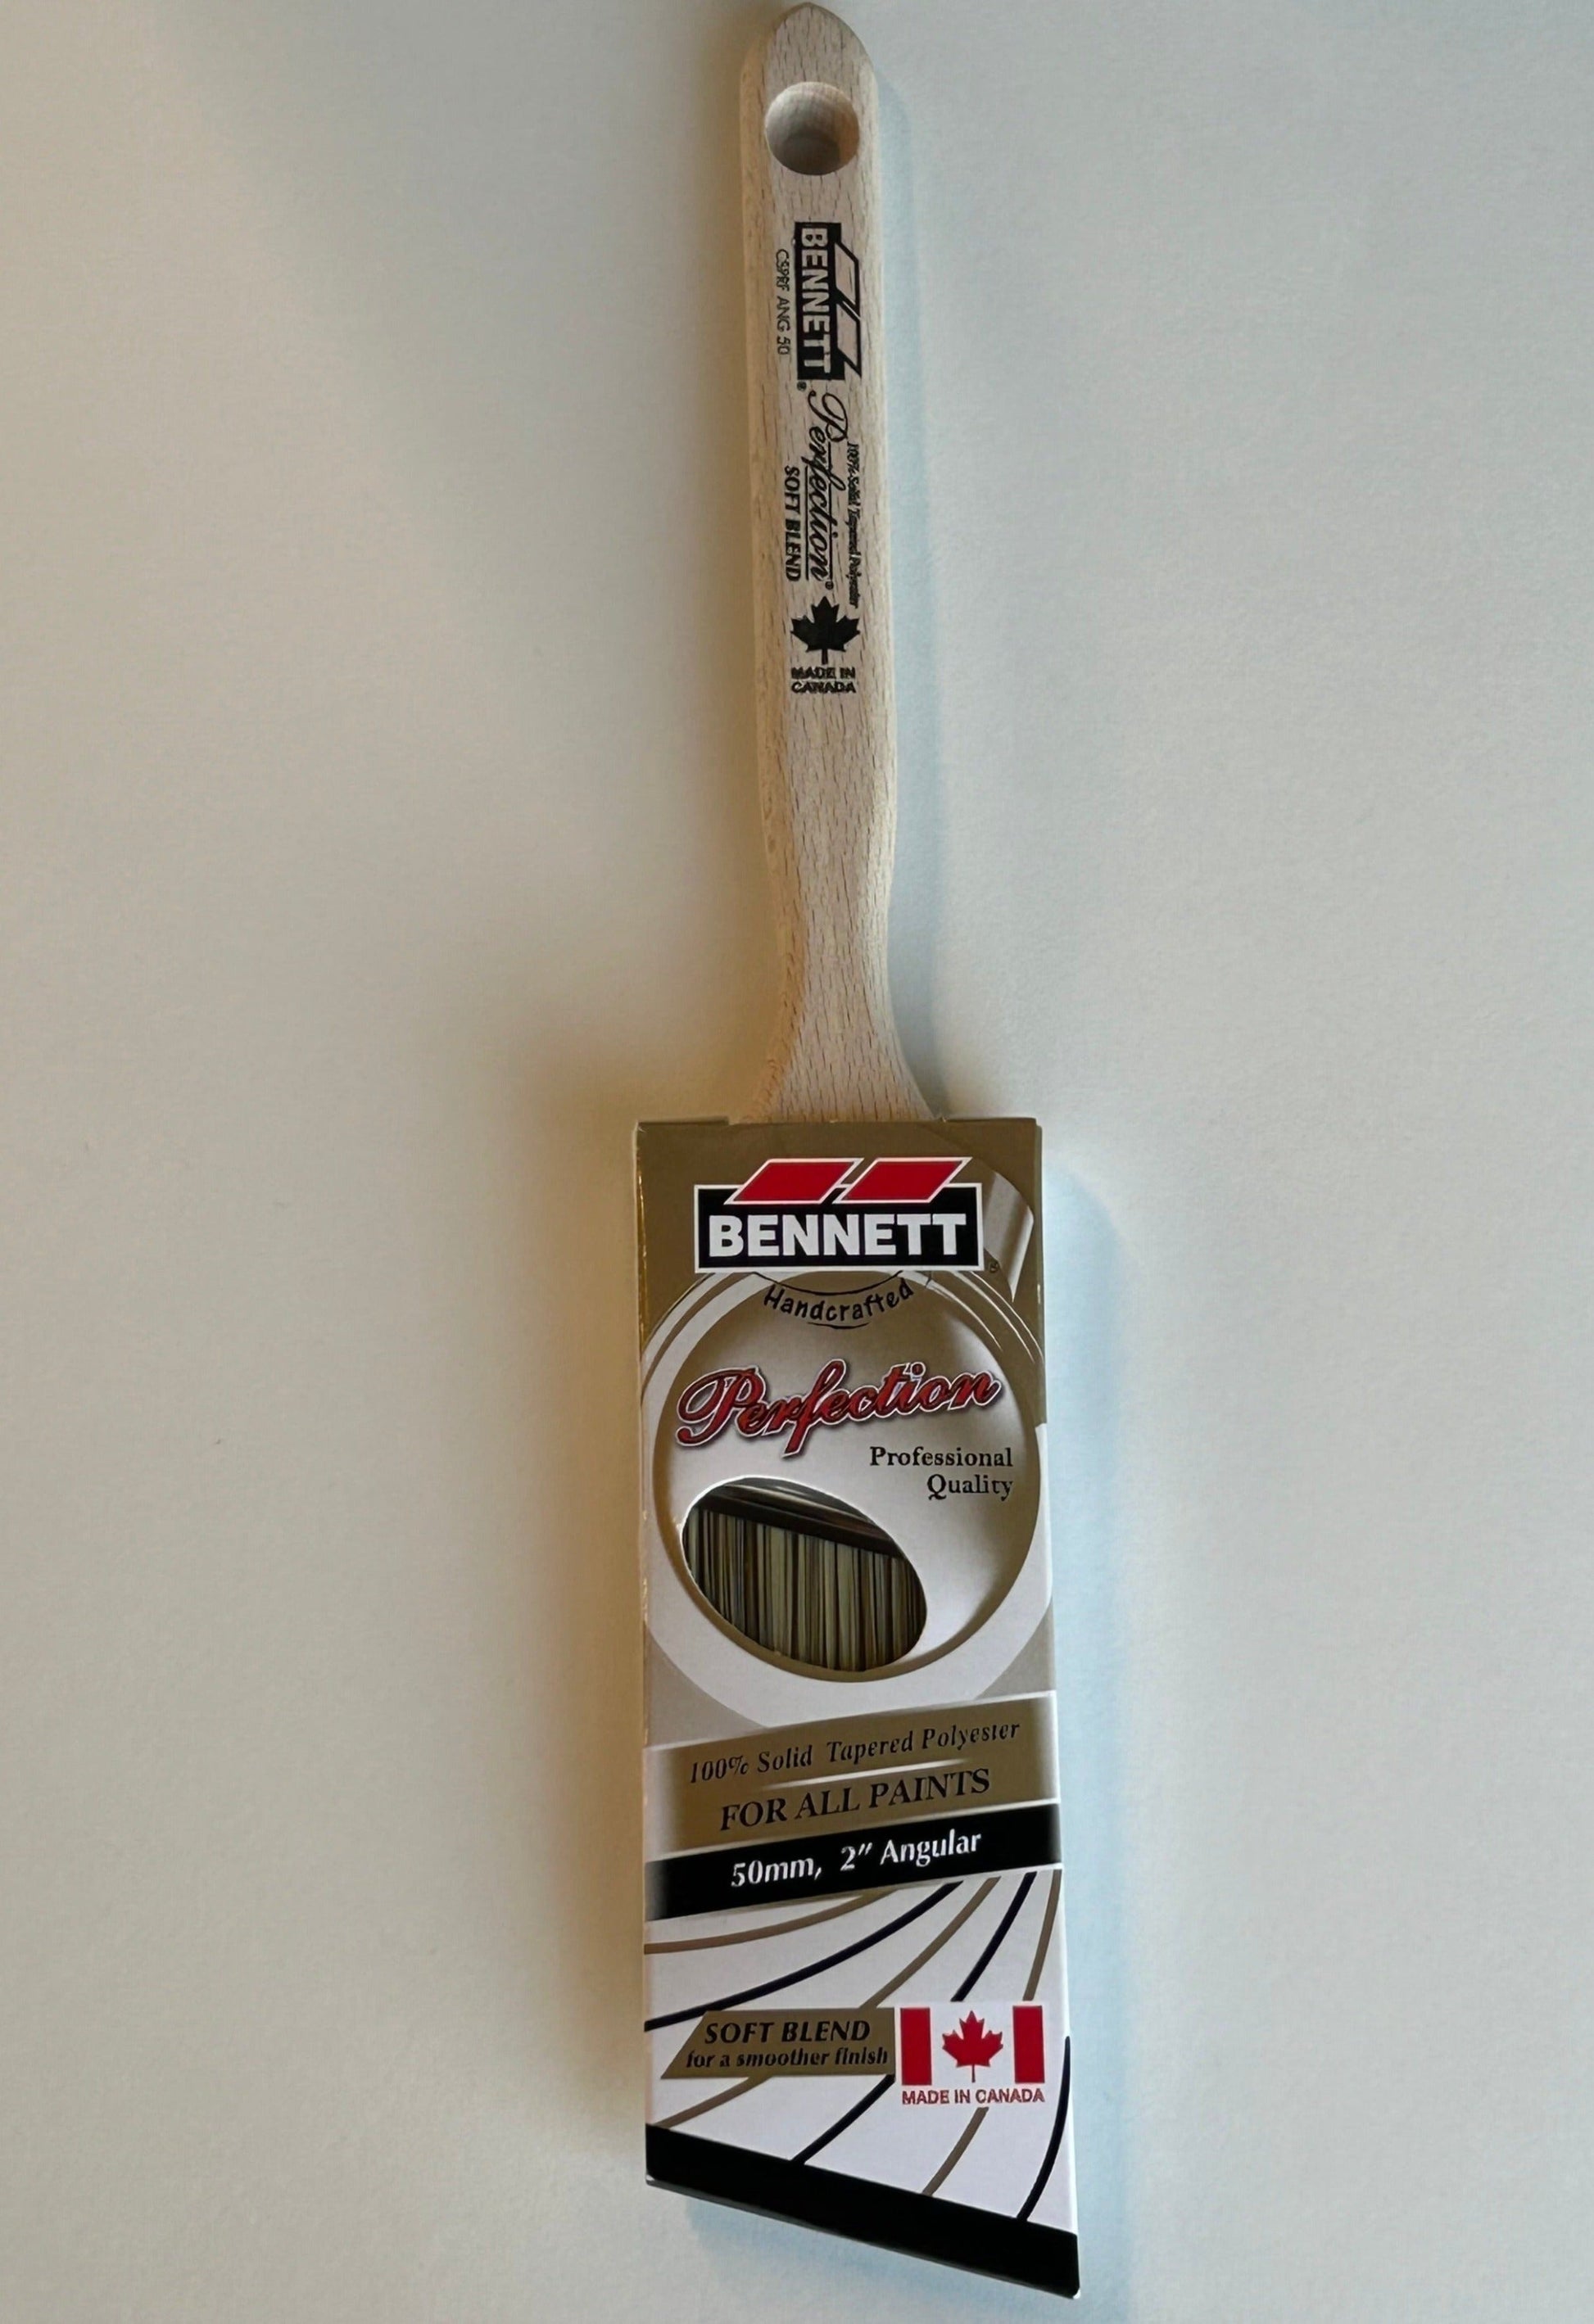 BENNETT®
CSPRF ANG 50
100% Solid Tapered Polyester
Perfection®
SOFT BLEND
MADE IN
CANADA
BENNETT®
Handcrafted
Perfection
Professional
Quality
100% Solid Tapered Polyester
FOR ALL PAINTS
50mm, 2" Angular
SOFT BLEND
for a smoother finish
MADE IN CANADA